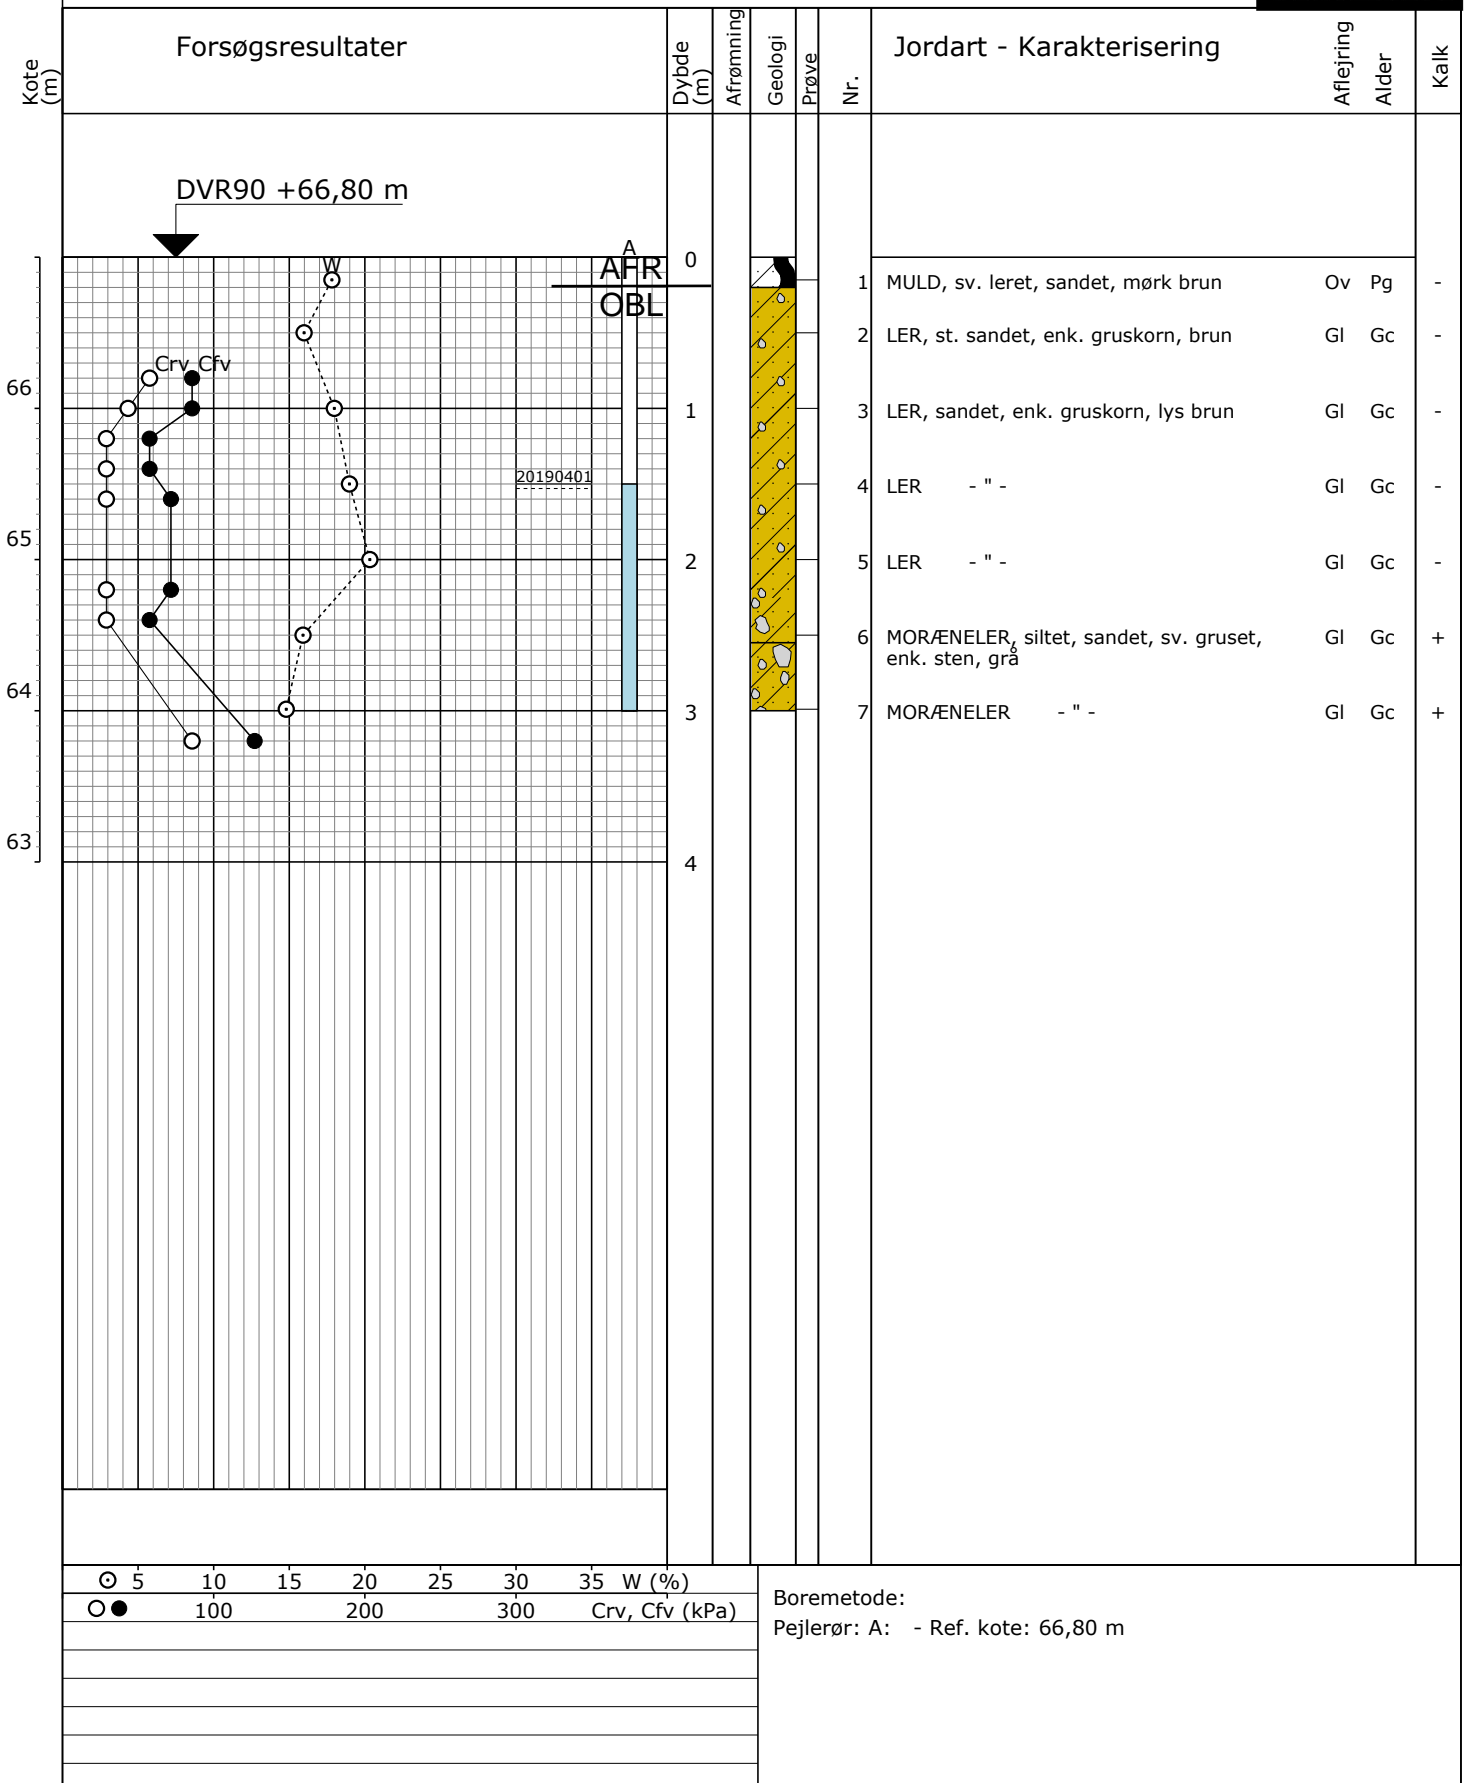 Forsøgsresultater
Kote
(m)
Dybde
(m)
Afrømning
Geologi
Prøve
Nr.
Jordart - Karakterisering
Aflejring
Alder
Kalk
DVR90 +66,80 m
A
W
AFR
OBL
0
1 MULD, sv. leret, sandet, mørk brun Ov Pg -
2 LER, st. sandet, enk. gruskorn, brun Gl Gc -
Crv Cfv
66
1
3 LER, sandet, enk. gruskorn, lys brun Gl Gc -
20190401
4 LER - " - Gl Gc -
65
2
5 LER - " - Gl Gc -
6 MORÆNELER, siltet, sandet, sv. gruset, Gl Gc +
enk. sten, grå
64
3
7 MORÆNELER - " - Gl Gc +
63
4
5 10 15 20 25 30 35 W (%)
100 200 300 Crv, Cfv (kPa)
Boremetode:
Pejlerør: A: - Ref. kote: 66,80 m